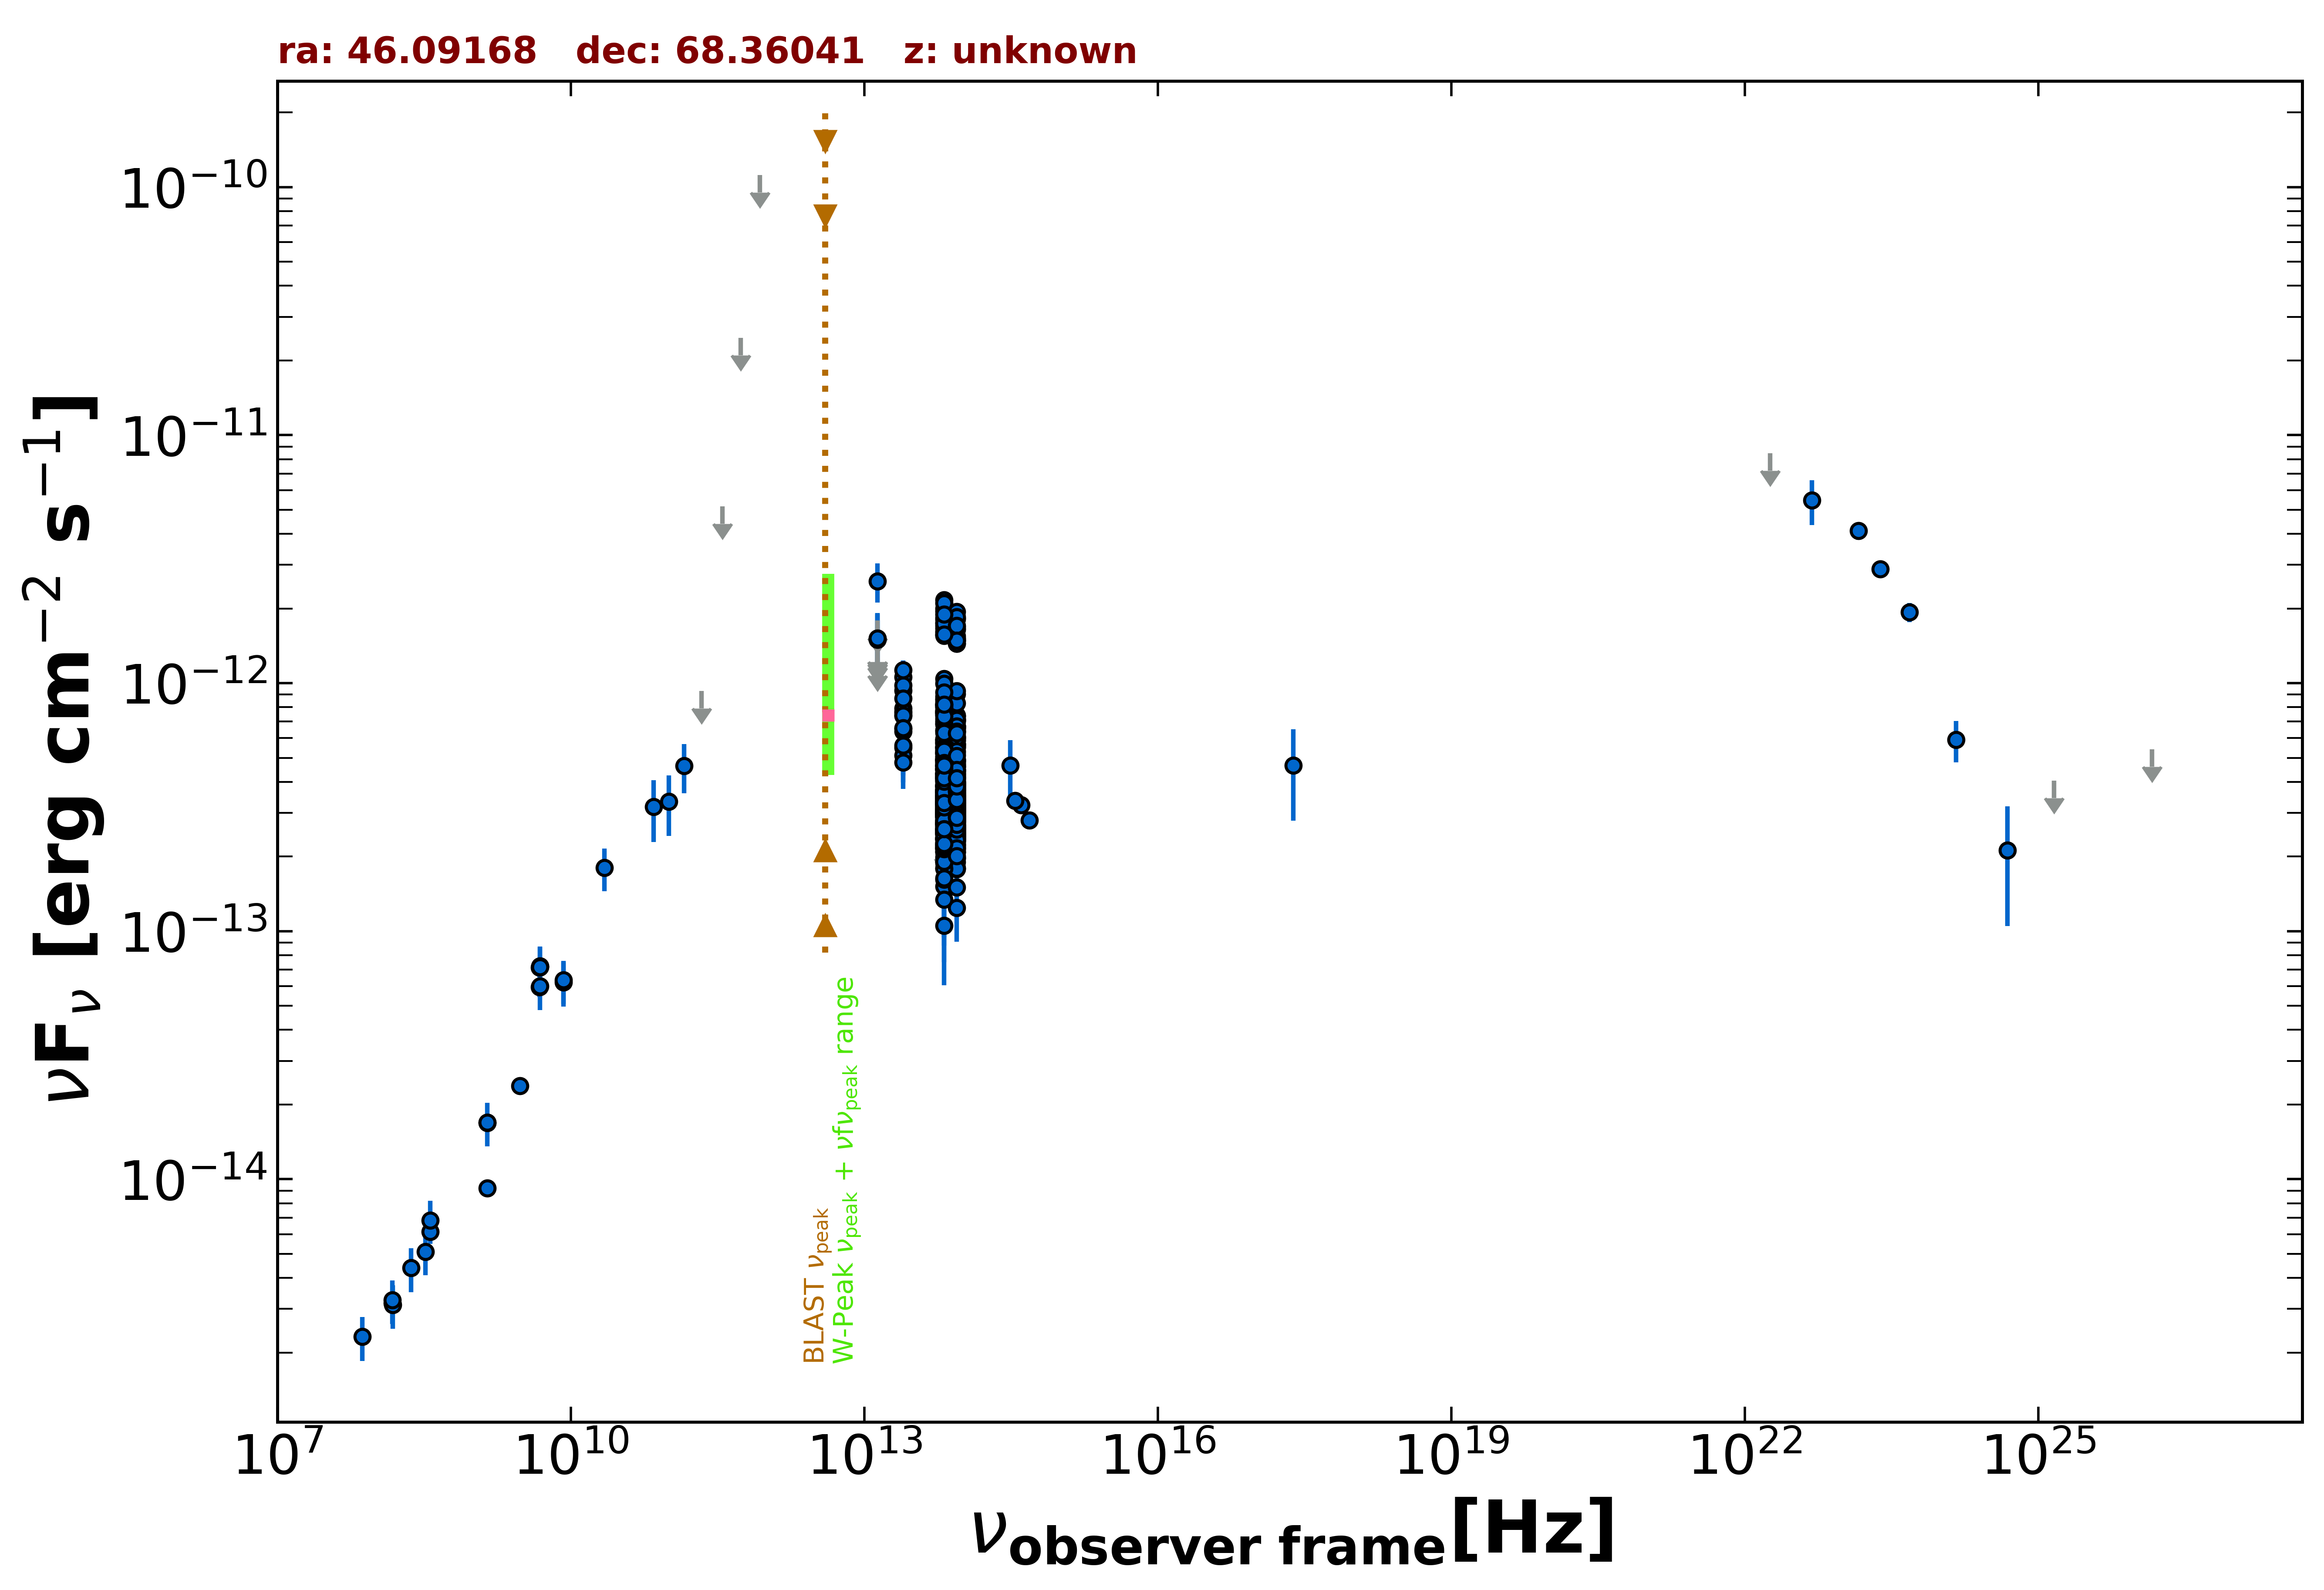 ra: 46.09168   dec: 68.36041   z: unknown
νF_ν [erg cm⁻² s⁻¹]
10⁻¹⁰
10⁻¹¹
10⁻¹²
10⁻¹³
10⁻¹⁴
BLAST ν_peak
W-Peak ν_peak + νfν_peak range
10⁷ 10¹⁰ 10¹³ 10¹⁶ 10¹⁹ 10²² 10²⁵
ν_observer frame [Hz]